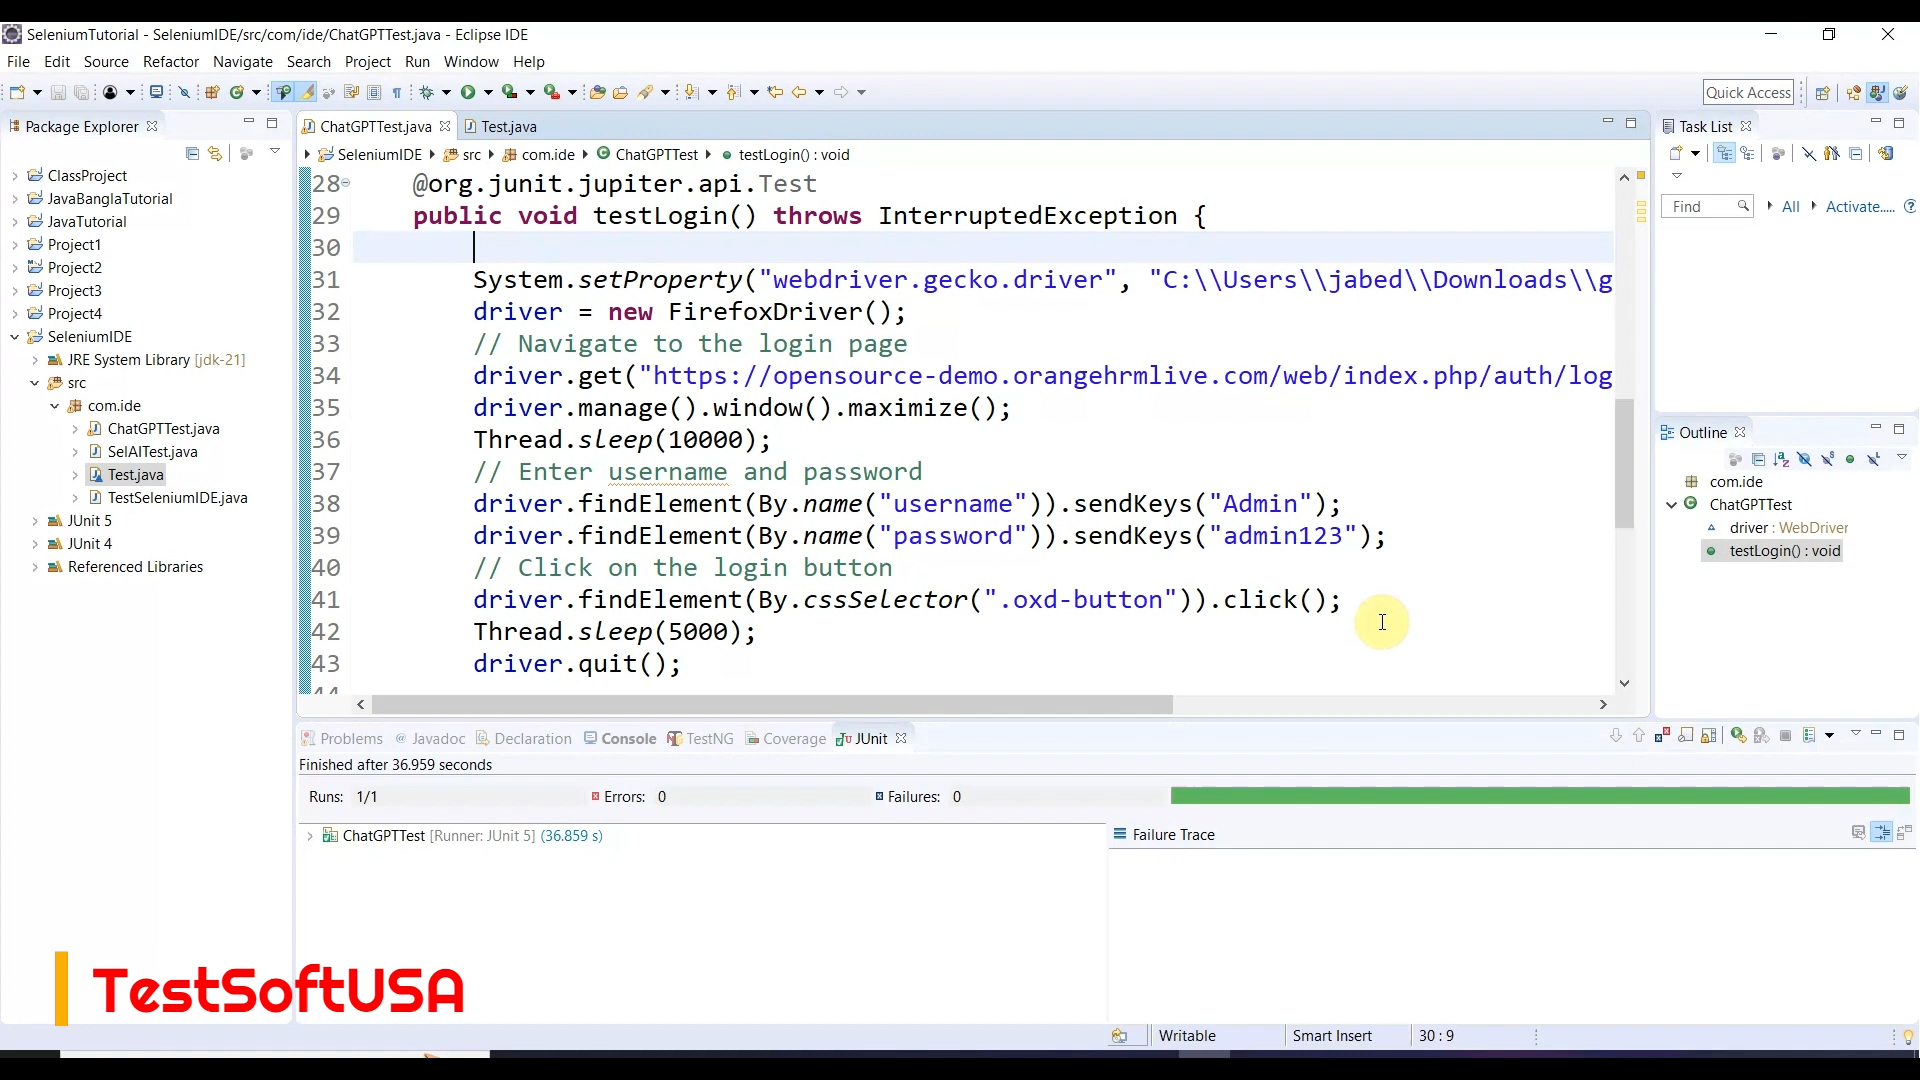 SeleniumTutorial - SeleniumIDE/src/com/ide/ChatGPTTest.java - Eclipse IDE
File Edit Source Refactor Navigate Search Project Run Window Help
Quick Access
Package Explorer
ClassProject
JavaBanglaTutorial
JavaTutorial
Project1
Project2
Project3
Project4
SeleniumIDE
JRE System Library [jdk-21]
src
com.ide
ChatGPTTest.java
SelAITest.java
Test.java
TestSeleniumIDE.java
JUnit 5
JUnit 4
Referenced Libraries
ChatGPTTest.java Test.java
SeleniumIDE src com.ide ChatGPTTest testLogin() : void
28 @org.junit.jupiter.api.Test
29 public void testLogin() throws InterruptedException {
30
31 System.setProperty("webdriver.gecko.driver", "C:\\Users\\jabed\\Downloads\\g
32 driver = new FirefoxDriver();
33 // Navigate to the login page
34 driver.get("https://opensource-demo.orangehrmlive.com/web/index.php/auth/log
35 driver.manage().window().maximize();
36 Thread.sleep(10000);
37 // Enter username and password
38 driver.findElement(By.name("username")).sendKeys("Admin");
39 driver.findElement(By.name("password")).sendKeys("admin123");
40 // Click on the login button
41 driver.findElement(By.cssSelector(".oxd-button")).click();
42 Thread.sleep(5000);
43 driver.quit();
Task List
Find All Activate.....
Outline
com.ide
ChatGPTTest
driver : WebDriver
testLogin() : void
Problems Javadoc Declaration Console TestNG Coverage JUnit
Finished after 36.959 seconds
Runs: 1/1 Errors: 0 Failures: 0
ChatGPTTest [Runner: JUnit 5] (36.859 s)
Failure Trace
TestSoftUSA
Writable Smart Insert 30 : 9